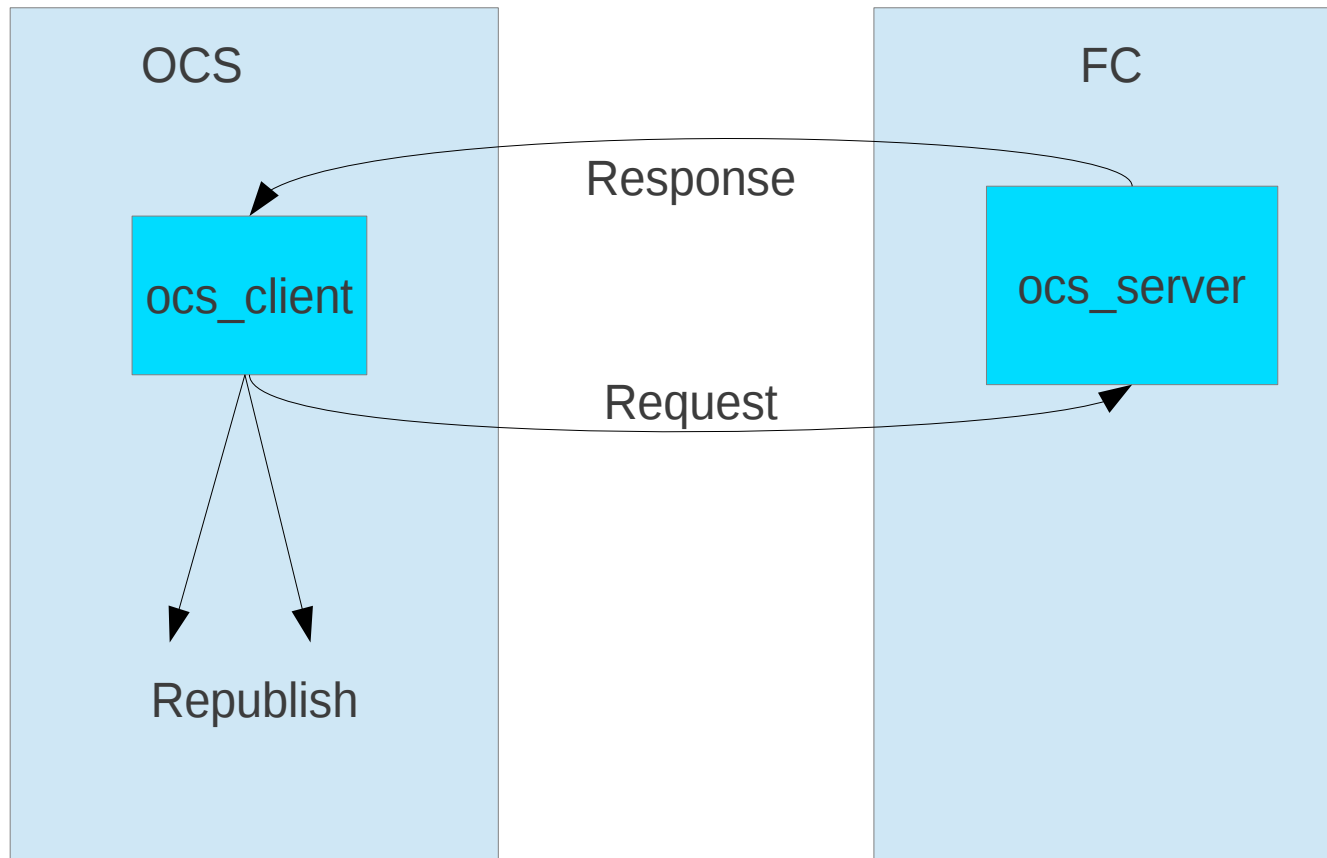 OCS
FC
Response
ocs_client
ocs_server
Request
Republish